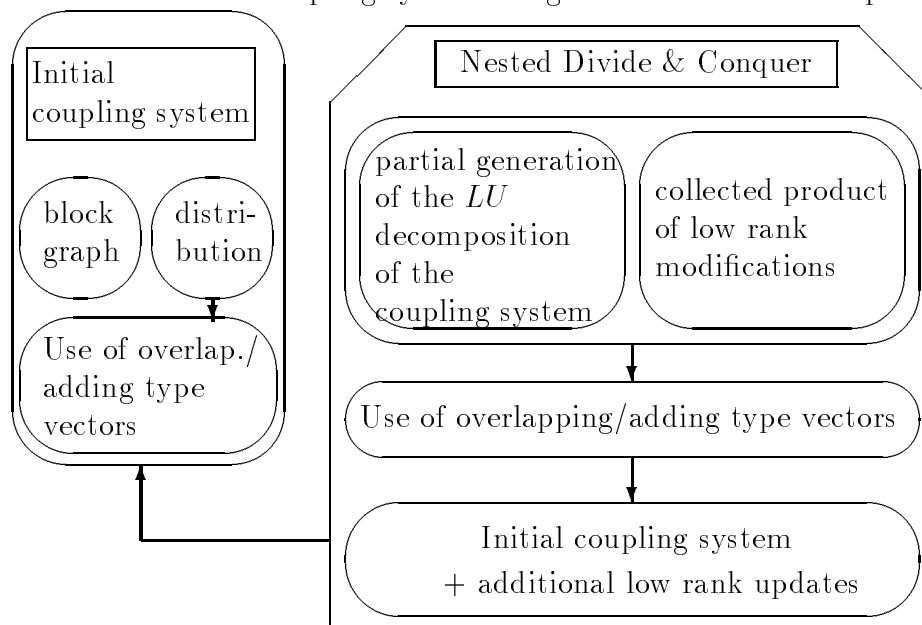 Initial
coupling system
block
graph
distri-
bution
Use of overlap./
adding type
vectors
Nested Divide & Conquer
partial generation
of the LU
decomposition
of the
coupling system
collected product
of low rank
modifications
Use of overlapping/adding type vectors
Initial coupling system
+ additional low rank updates